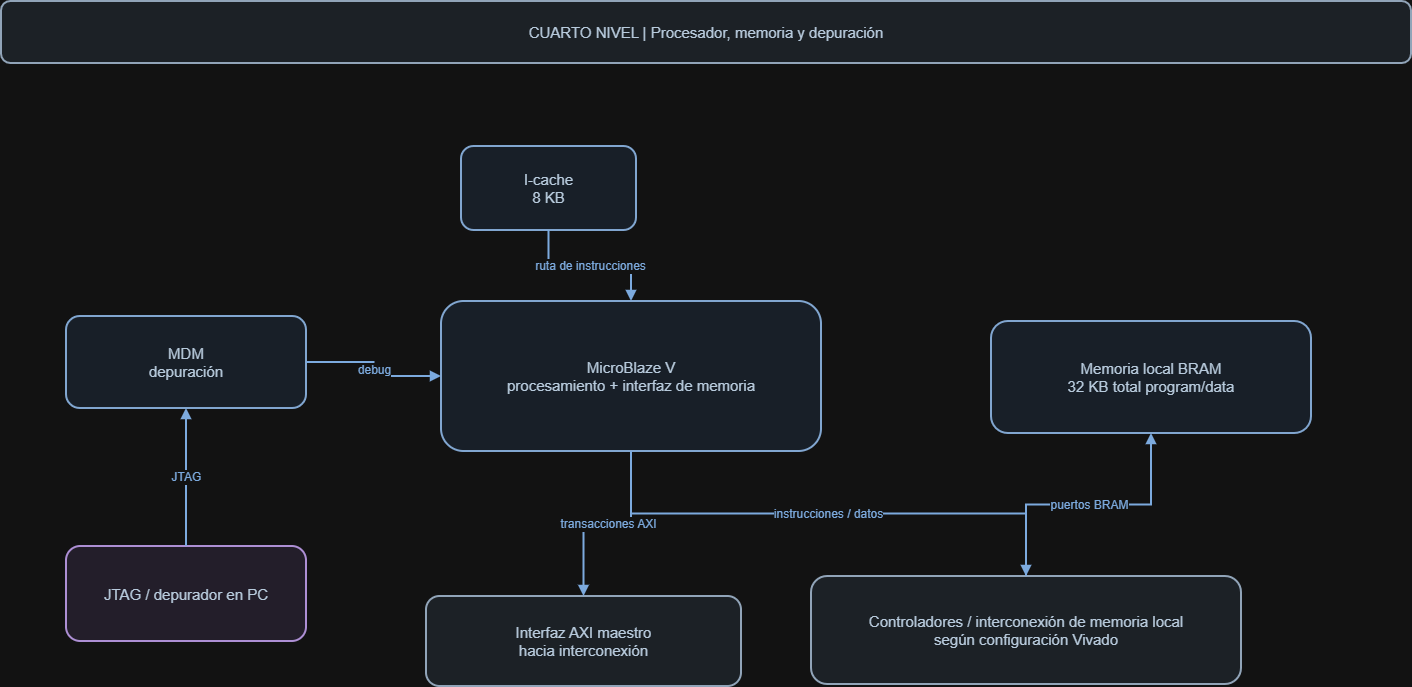 CUARTO NIVEL | Procesador, memoria y depuración
I-cache
8 KB
ruta de instrucciones
MDM
depuración
debug
MicroBlaze V
procesamiento + interfaz de memoria
Memoria local BRAM
32 KB total program/data
JTAG
transacciones AXI
instrucciones / datos
puertos BRAM
JTAG / depurador en PC
Interfaz AXI maestro
hacia interconexión
Controladores / interconexión de memoria local
según configuración Vivado